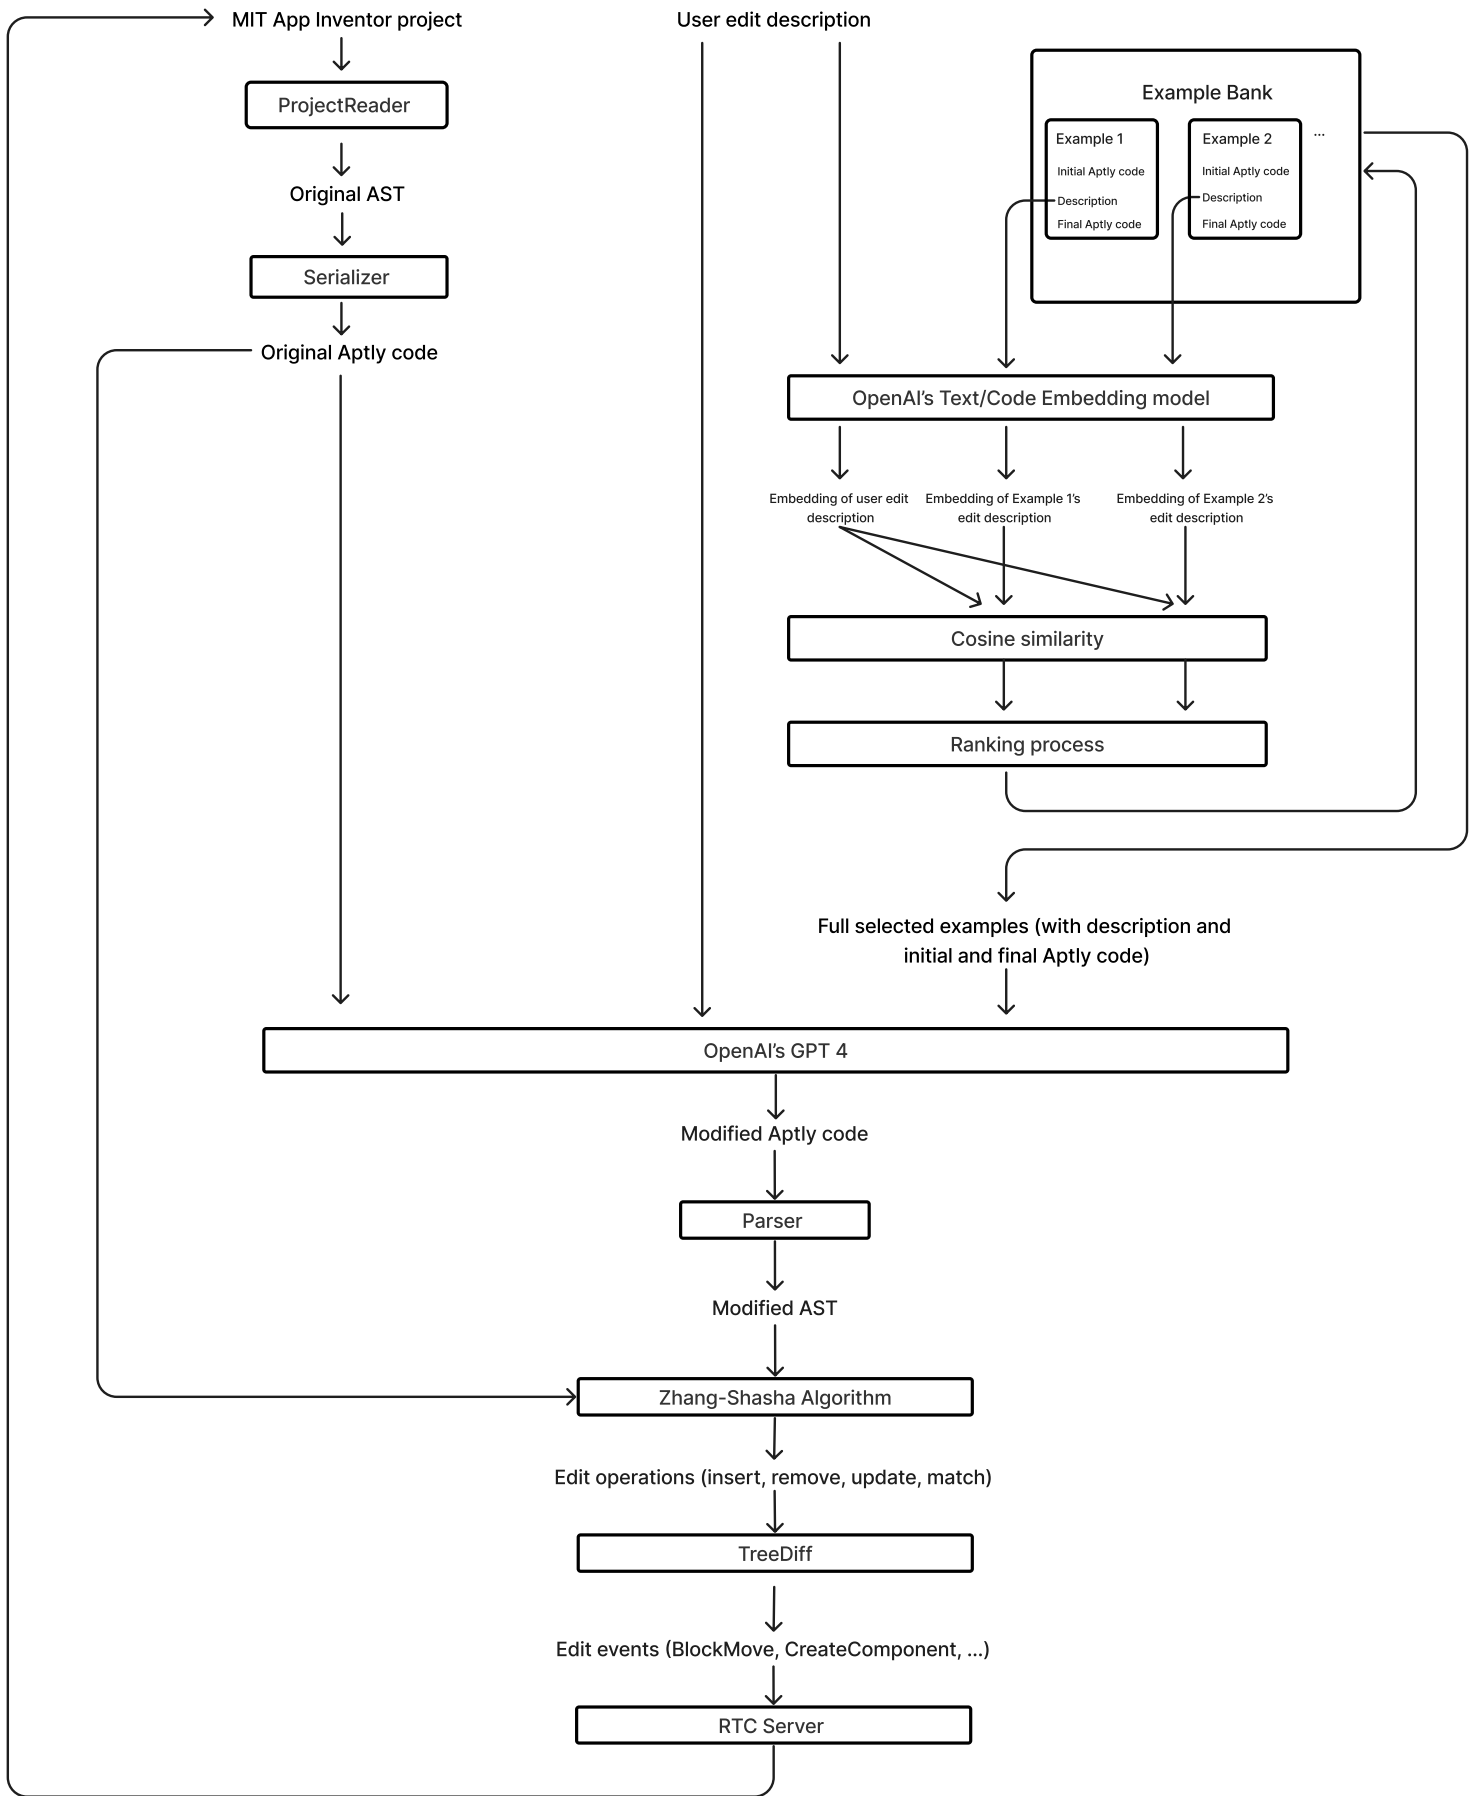 MIT App Inventor project
User edit description
ProjectReader
Original AST
Serializer
Original Aptly code
Example Bank
Example 1
Initial Aptly code
Description
Final Aptly code
Example 2
Initial Aptly code
Description
Final Aptly code
...
OpenAI’s Text/Code Embedding model
Embedding of user edit
description
Embedding of Example 1’s
edit description
Embedding of Example 2’s
edit description
Cosine similarity
Ranking process
Full selected examples (with description and
initial and final Aptly code)
OpenAI’s GPT 4
Modified Aptly code
Parser
Modified AST
Zhang-Shasha Algorithm
Edit operations (insert, remove, update, match)
TreeDiff
Edit events (BlockMove, CreateComponent, ...)
RTC Server